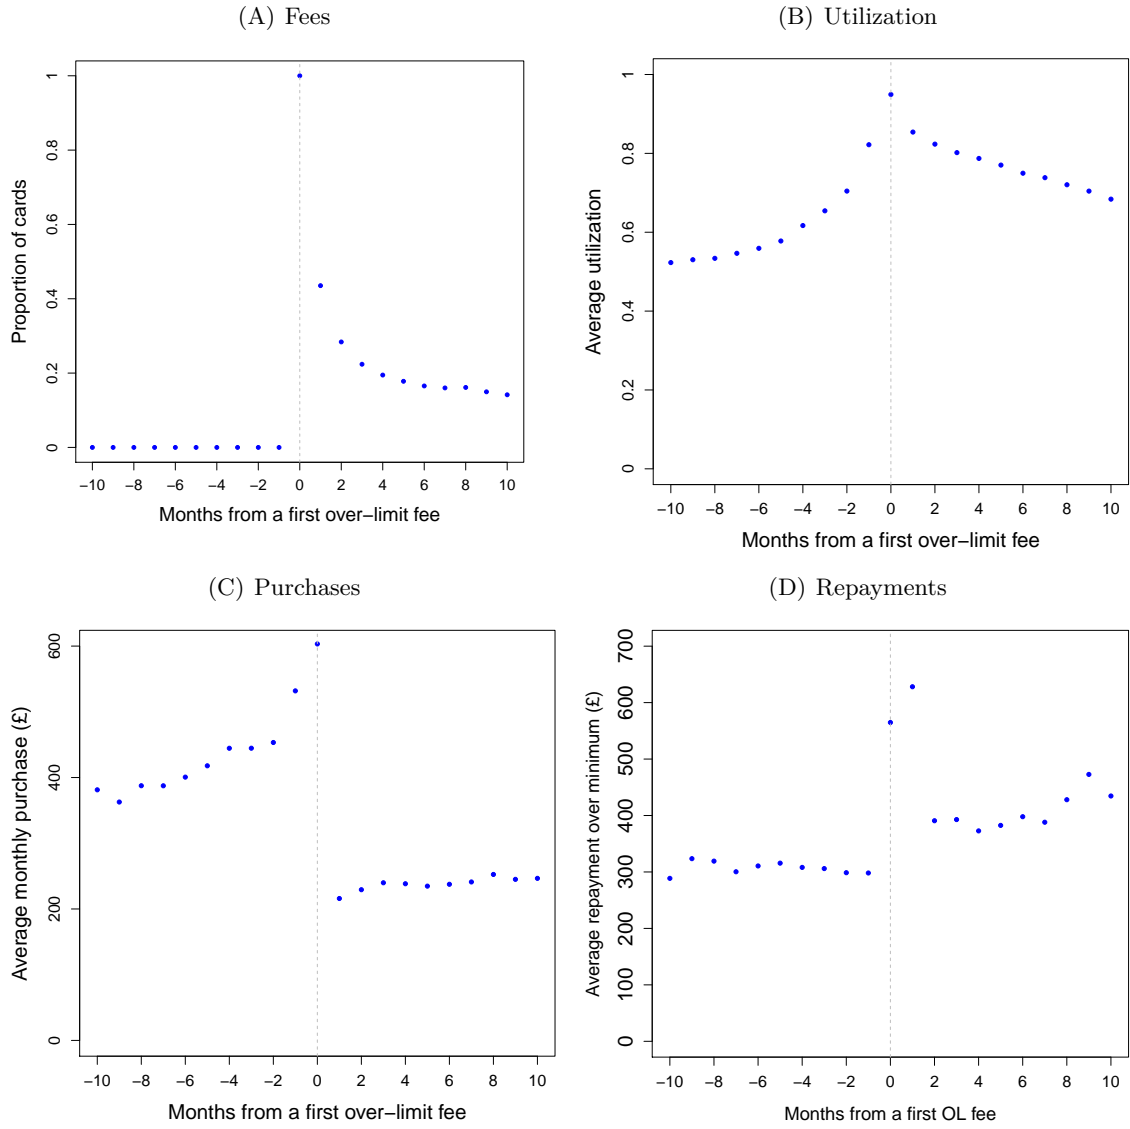 (A) Fees
Proportion of cards
1
0.8
0.6
0.4
0.2
0
−10 −8 −6 −4 −2 0 2 4 6 8 10
Months from a first over−limit fee
(B) Utilization
Average utilization
1
0.8
0.6
0.4
0.2
0
−10 −8 −6 −4 −2 0 2 4 6 8 10
Months from a first over−limit fee
(C) Purchases
Average monthly purchase (£)
600
400
200
0
−10 −8 −6 −4 −2 0 2 4 6 8 10
Months from a first over−limit fee
(D) Repayments
Average repayment over minimum (£)
700
600
500
400
300
200
100
0
−10 −8 −6 −4 −2 0 2 4 6 8 10
Months from a first OL fee